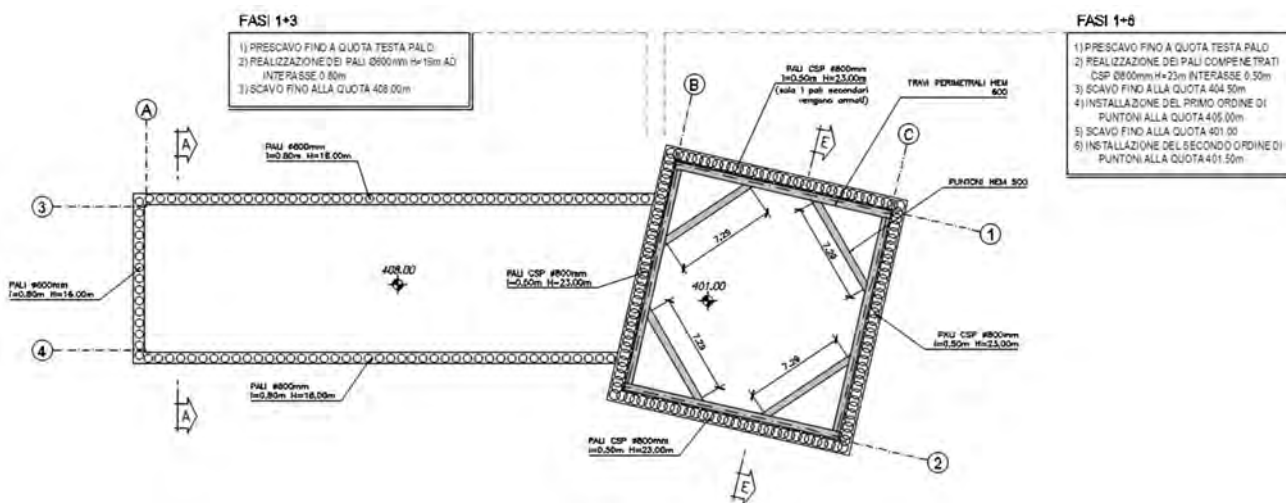 FASI 1÷3
1) PRESCAVO FINO A QUOTA TESTA PALO
2) REALIZZAZIONE DEI PALI Ø600mm H=16m AD
INTERASSE 0.80m
3) SCAVO FINO ALLA QUOTA 408.00m
FASI 1÷6
1) PRESCAVO FINO A QUOTA TESTA PALO
2) REALIZZAZIONE DEI PALI COMPENETRATI
CSP Ø800mm H=23m INTERASSE 0.50m
3) SCAVO FINO ALLA QUOTA 404.50m
4) INSTALLAZIONE DEL PRIMO ORDINE DI
PUNTONI ALLA QUOTA 405.00m
5) SCAVO FINO ALLA QUOTA 401.00
6) INSTALLAZIONE DEL SECONDO ORDINE DI
PUNTONI ALLA QUOTA 401.50m
PALI CSP ø800mm
i=0.50m H=23.00m
(solo i pali secondari
vengono armati)
TRAVI PERIMETRALI HEM
600
PUNTONI HEM 500
A
B
C
A
E
PALI ø600mm
i=0.80m H=16.00m
3
1
PALI ø600mm
i=0.80m H=16.00m
408.00
PALI CSP ø800mm
i=0.50m H=23.00m
7.29
7.29
401.00
PALI CSP ø800mm
i=0.50m H=23.00m
4
7.29
7.29
PALI ø600mm
i=0.80m H=16.00m
A
PALI CSP ø800mm
i=0.50m H=23.00m
2
E